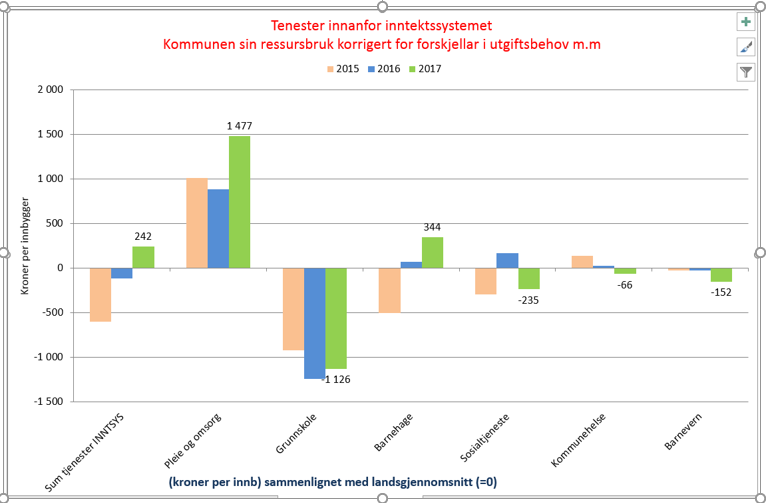 Tenester innanfor inntektssystemet
Kommunen sin ressursbruk korrigert for forskjellar i utgiftsbehov m.m
2015 2016 2017
Kroner per innbygger
2 000
1 500
1 000
500
0
-500
-1 000
-1 500
242
1 477
-1 126
344
-235
-66
-152
Sum tjenester INNTSYS
Pleie og omsorg
Grunnskole
Barnehage
Sosialtjeneste
Kommunehelse
Barnevern
(kroner per innb) sammenlignet med landsgjennomsnitt (=0)